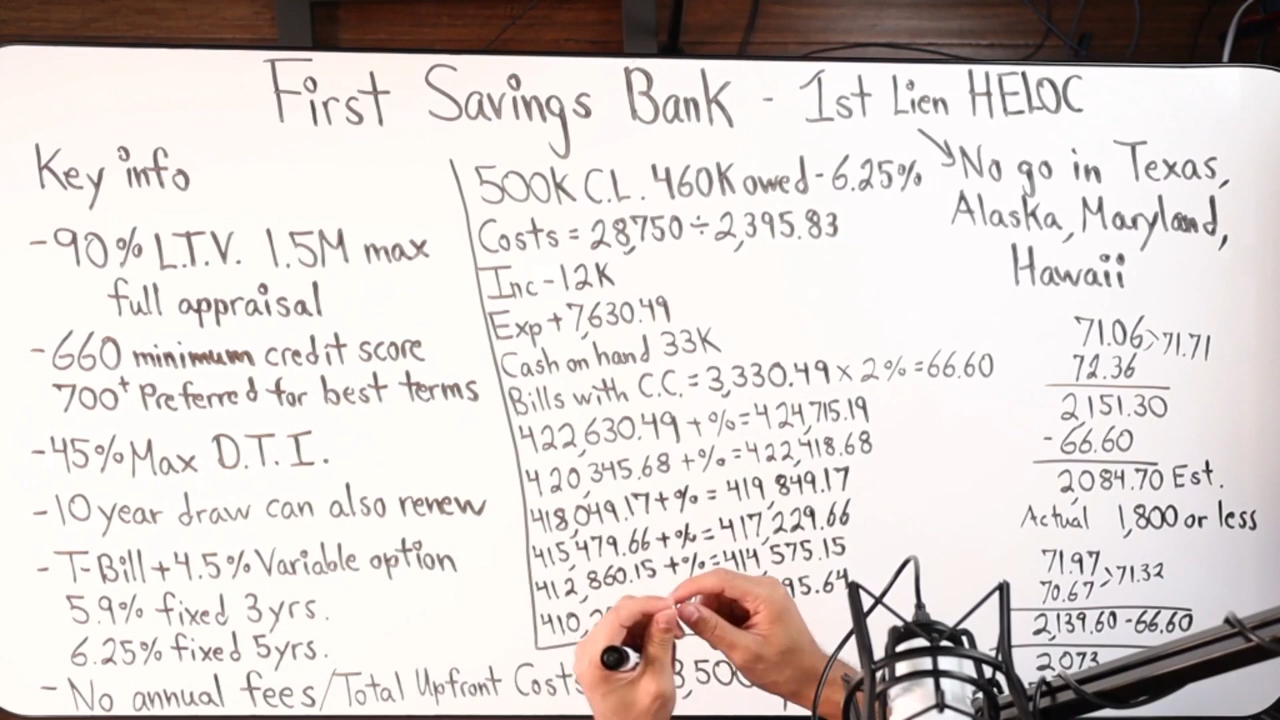 First Savings Bank - 1st Lien HELOC
Key info
-90% L.T.V. 1.5M max
full appraisal
-660 minimum credit score
700+ Preferred for best terms
-45% Max D.T.I.
-10 year draw can also renew
- T-Bill + 4.5% Variable option
5.9% fixed 3yrs.
6.25% fixed 5yrs.
- No annual fees/Total Upfront Costs
500K C.L. 460K owed - 6.25%
Costs = 28,750 ÷ 2,395.83
Inc - 12K
Exp + 7,630.49
Cash on hand 33K
Bills with C.C. = 3,330.49 x 2% = 66.60
422,630.49 + % = 424,715.19
420,345.68 + % = 422,418.68
418,049.17 + % = 419,849.17
415,479.66 + % = 417,229.66
412,860.15 + % = 414,575.15
No go in Texas,
Alaska, Maryland,
Hawaii
71.06 > 71.71
72.36
2151.30
-66.60
2084.70 Est.
Actual 1,800 or less
71.97 > 71.32
70.67
2,139.60 - 66.60
2,073